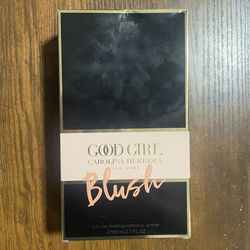 GOOD GIRL
CAROLINA HERRERA
NEW YORK
Blush
EAU DE PARFUM NATURAL SPRAY
℮ 80 ml 2.7 FL. OZ.